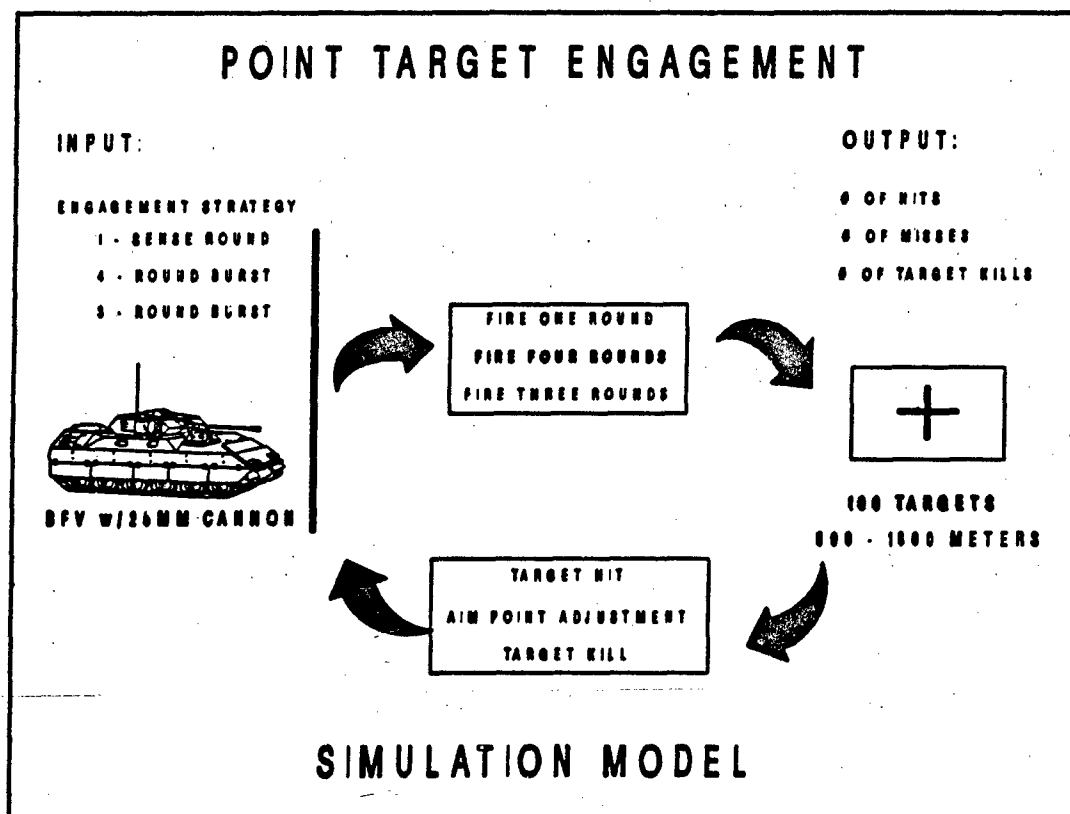 POINT TARGET ENGAGEMENT
INPUT:
ENGAGEMENT STRATEGY
1 - SENSE ROUND
4 - ROUND BURST
3 - ROUND BURST
BFV w/25MM CANNON
FIRE ONE ROUND
FIRE FOUR ROUNDS
FIRE THREE ROUNDS
OUTPUT:
# OF HITS
# OF MISSES
# OF TARGET KILLS
100 TARGETS
METERS
TARGET HIT
AIM POINT ADJUSTMENT
TARGET KILL
SIMULATION MODEL